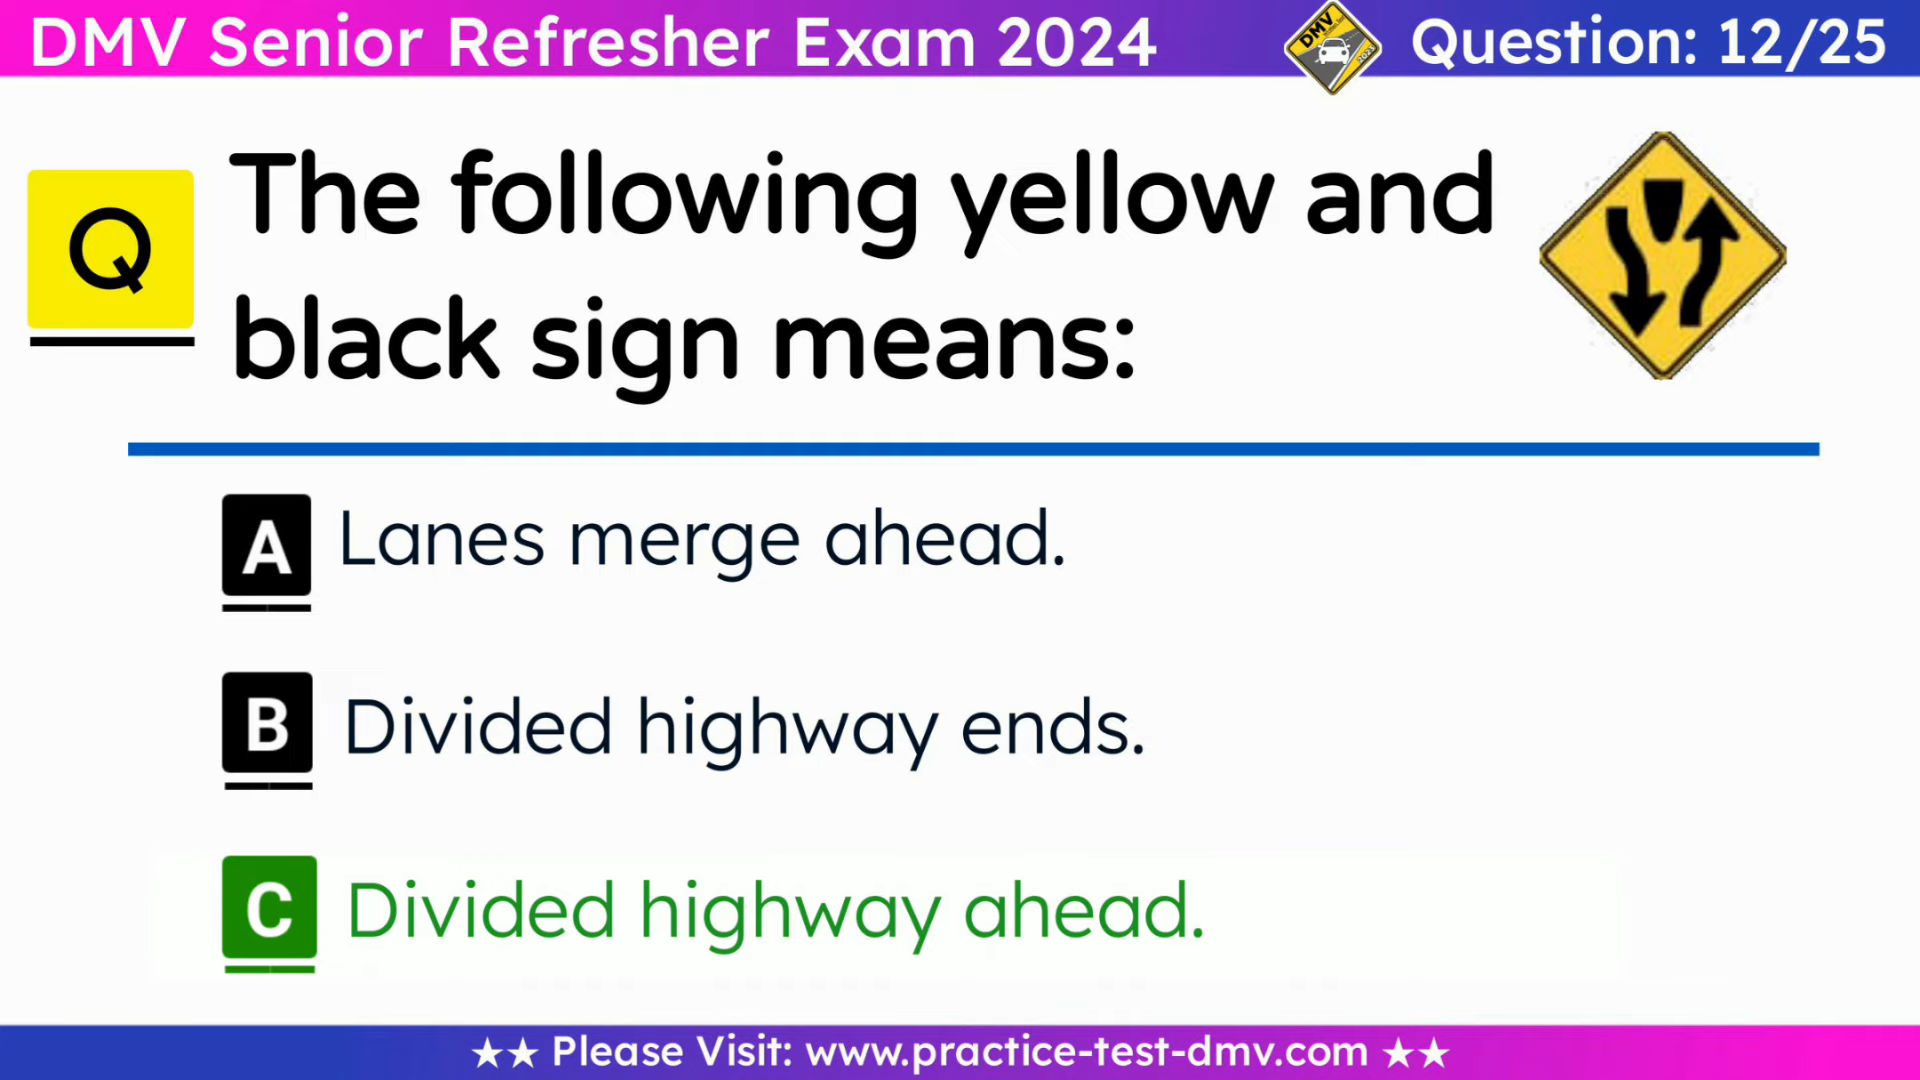 DMV Senior Refresher Exam 2024
DMV
Question: 12/25
Q
The following yellow and
black sign means:
A Lanes merge ahead.
B Divided highway ends.
C Divided highway ahead.
★★ Please Visit: www.practice-test-dmv.com ★★